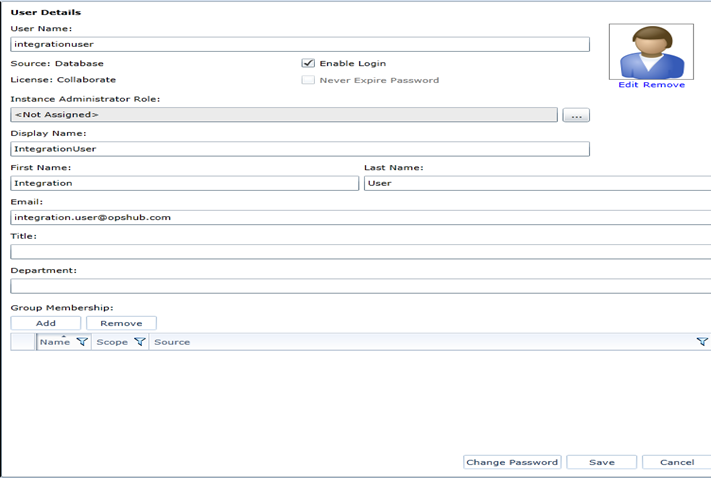 User Details
User Name:
integrationuser
Source: Database
Enable Login
License: Collaborate
Never Expire Password
Edit Remove
Instance Administrator Role:
<Not Assigned>
...
Display Name:
IntegrationUser
First Name:
Last Name:
Integration
User
Email:
integration.user@opshub.com
Title:
Department:
Group Membership:
Add
Remove
Name
Scope
Source
Change Password
Save
Cancel